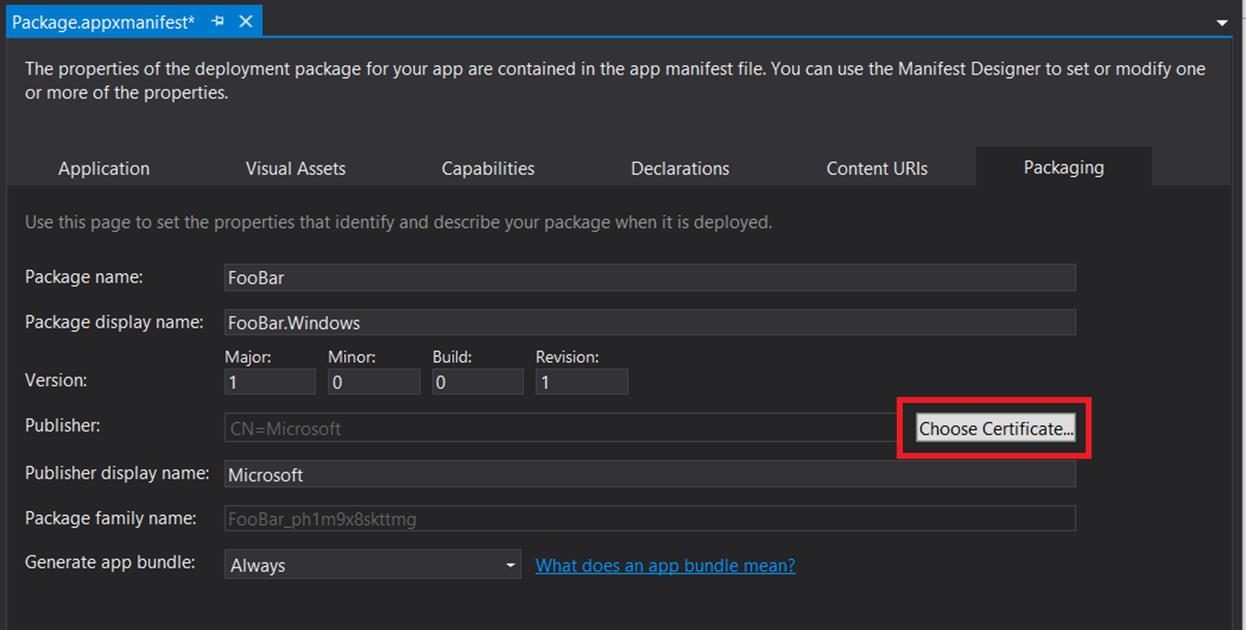 Package.appxmanifest*
The properties of the deployment package for your app are contained in the app manifest file. You can use the Manifest Designer to set or modify one
or more of the properties.
Application Visual Assets Capabilities Declarations Content URIs Packaging
Use this page to set the properties that identify and describe your package when it is deployed.
Package name: FooBar
Package display name: FooBar.Windows
Major: Minor: Build: Revision:
Version: 1 0 0 1
Publisher: CN=Microsoft Choose Certificate...
Publisher display name: Microsoft
Package family name: FooBar_ph1m9x8skttmg
Generate app bundle: Always What does an app bundle mean?